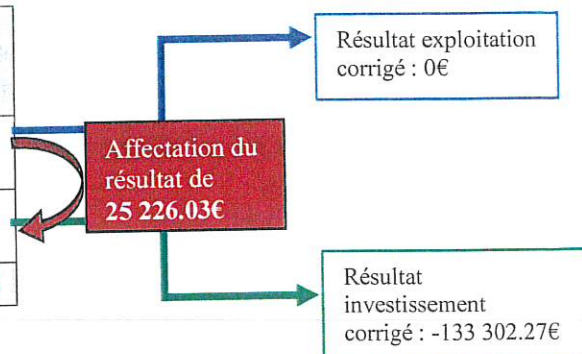 Résultat exploitation
corrigé : 0€
Affectation du
résultat de
25 226.03€
Résultat
investissement
corrigé : -133 302.27€